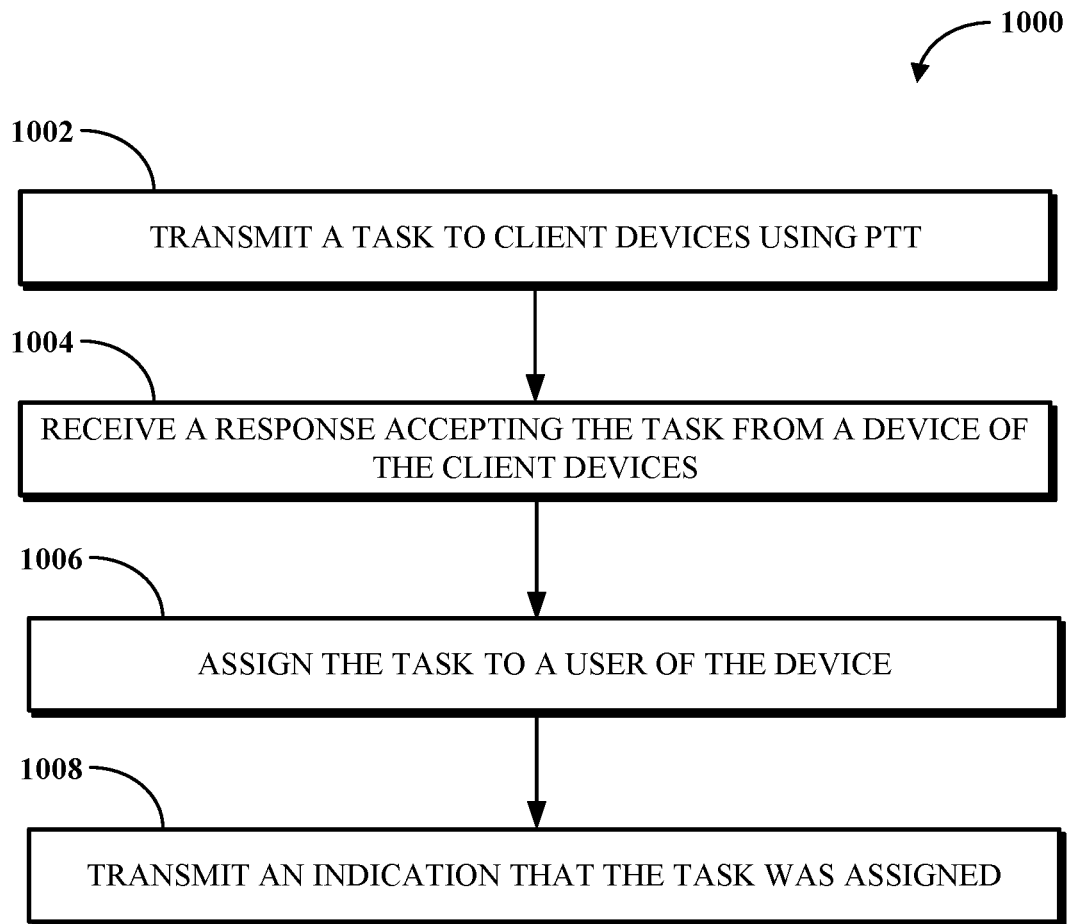 1000
1002
TRANSMIT A TASK TO CLIENT DEVICES USING PTT
1004
RECEIVE A RESPONSE ACCEPTING THE TASK FROM A DEVICE OF
THE CLIENT DEVICES
1006
ASSIGN THE TASK TO A USER OF THE DEVICE
1008
TRANSMIT AN INDICATION THAT THE TASK WAS ASSIGNED